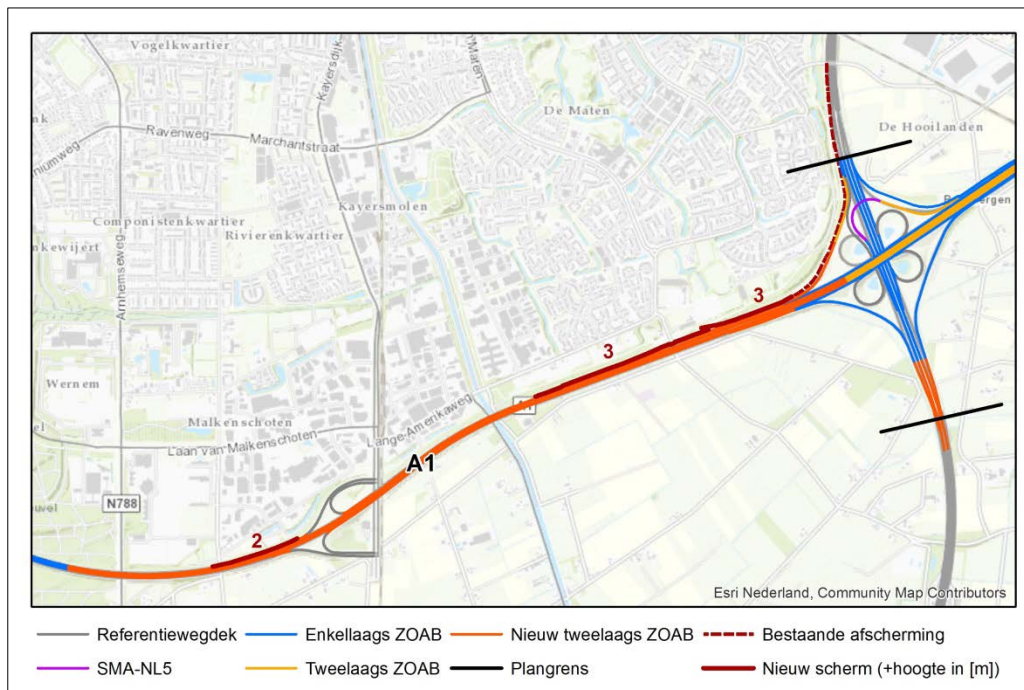 Vogelkwartier
Kayersdijk
A'Maten
De Maten
De Hooilanden
Ravenweg
Marchantstraat
niumweg
Kayersmolen
Componistenkwartier
Rivierenkwartier
nkewijert
Arnhemseweg
3
3
Wernem
Malkenschoten
Lange-Amerikaweg
Laan van Malkenschoten
A1
N788
2
Esri Nederland, Community Map Contributors
Referentiewegdek
Enkellaags ZOAB
Nieuw tweelaags ZOAB
Bestaande afscherming
SMA-NL5
Tweelaags ZOAB
Plangrens
Nieuw scherm (+hoogte in [m])